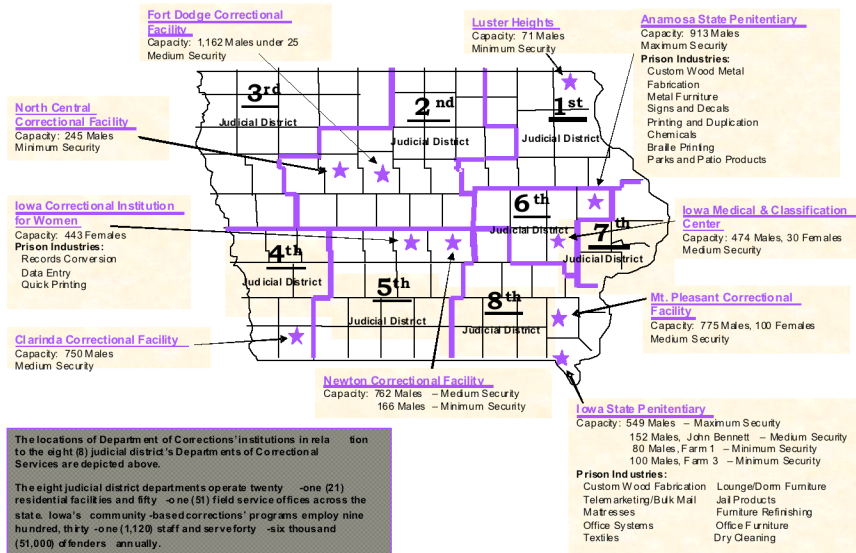 Fort Dodge Correctional
Facility
Capacity: 1,162 Males under 25
Medium Security
Luster Heights
Capacity: 71 Males
Minimum Security
Anamosa State Penitentiary
Capacity: 913 Males
Maximum Security
Prison Industries:
Custom Wood Metal
Fabrication
Metal Furniture
Signs and Decals
Printing and Duplication
Chemicals
Braille Printing
Parks and Patio Products
North Central
Correctional Facility
Capacity: 245 Males
Minimum Security
3rd
Judicial District
2nd
Judicial District
1st
Judicial District
Iowa Correctional Institution
for Women
Capacity: 443 Females
Prison Industries:
Records Conversion
Data Entry
Quick Printing
6th
Judicial District
7th
Judicial District
Iowa Medical & Classification
Center
Capacity: 474 Males, 30 Females
Medium Security
4th
Judicial District
5th
Judicial District
8th
Judicial District
Mt. Pleasant Correctional
Facility
Capacity: 775 Males, 100 Females
Medium Security
Clarinda Correctional Facility
Capacity: 750 Males
Medium Security
Newton Correctional Facility
Capacity: 762 Males – Medium Security
166 Males – Minimum Security
Iowa State Penitentiary
Capacity: 549 Males – Maximum Security
152 Males, John Bennett – Medium Security
80 Males, Farm 1 – Minimum Security
100 Males, Farm 3 – Minimum Security
Prison Industries:
Custom Wood Fabrication Lounge/Dorm Furniture
Telemarketing/Bulk Mail Jail Products
Mattresses Furniture Refinishing
Office Systems Office Furniture
Textiles Dry Cleaning
The locations of Department of Corrections' institutions in rela tion
to the eight (8) judicial district's Departments of Correctional
Services are depicted above.
The eight judicial district departments operate twenty -one (21)
residential facilities and fifty -one (51) field service offices across the
state. Iowa's community -based corrections' programs employ nine
hundred, thirty -one (1,120) staff and serve forty -six thousand
(51,000) offenders annually.